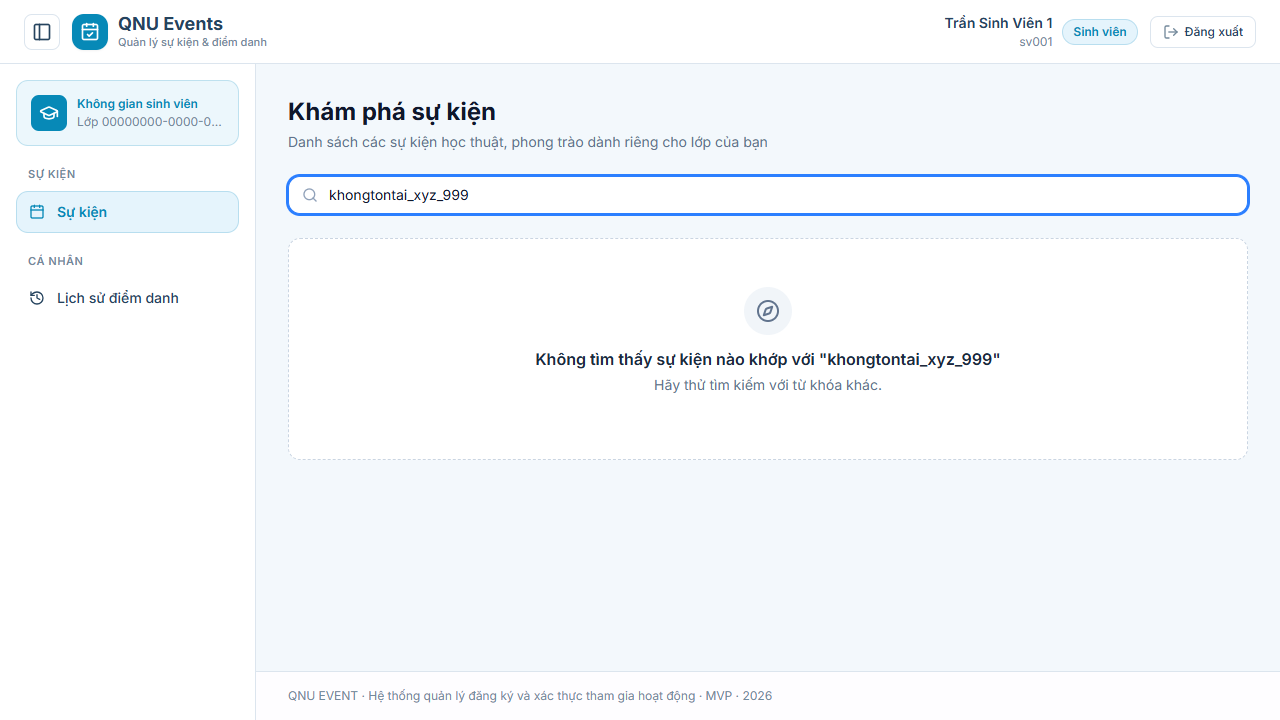 QNU Events
Quản lý sự kiện & điểm danh
Trần Sinh Viên 1
sv001
Sinh viên
Đăng xuất
Không gian sinh viên
Lớp 00000000-0000-0...
SỰ KIỆN
Sự kiện
CÁ NHÂN
Lịch sử điểm danh
Khám phá sự kiện
Danh sách các sự kiện học thuật, phong trào dành riêng cho lớp của bạn
khongtontai_xyz_999
Không tìm thấy sự kiện nào khớp với "khongtontai_xyz_999"
Hãy thử tìm kiếm với từ khóa khác.
QNU EVENT · Hệ thống quản lý đăng ký và xác thực tham gia hoạt động · MVP · 2026